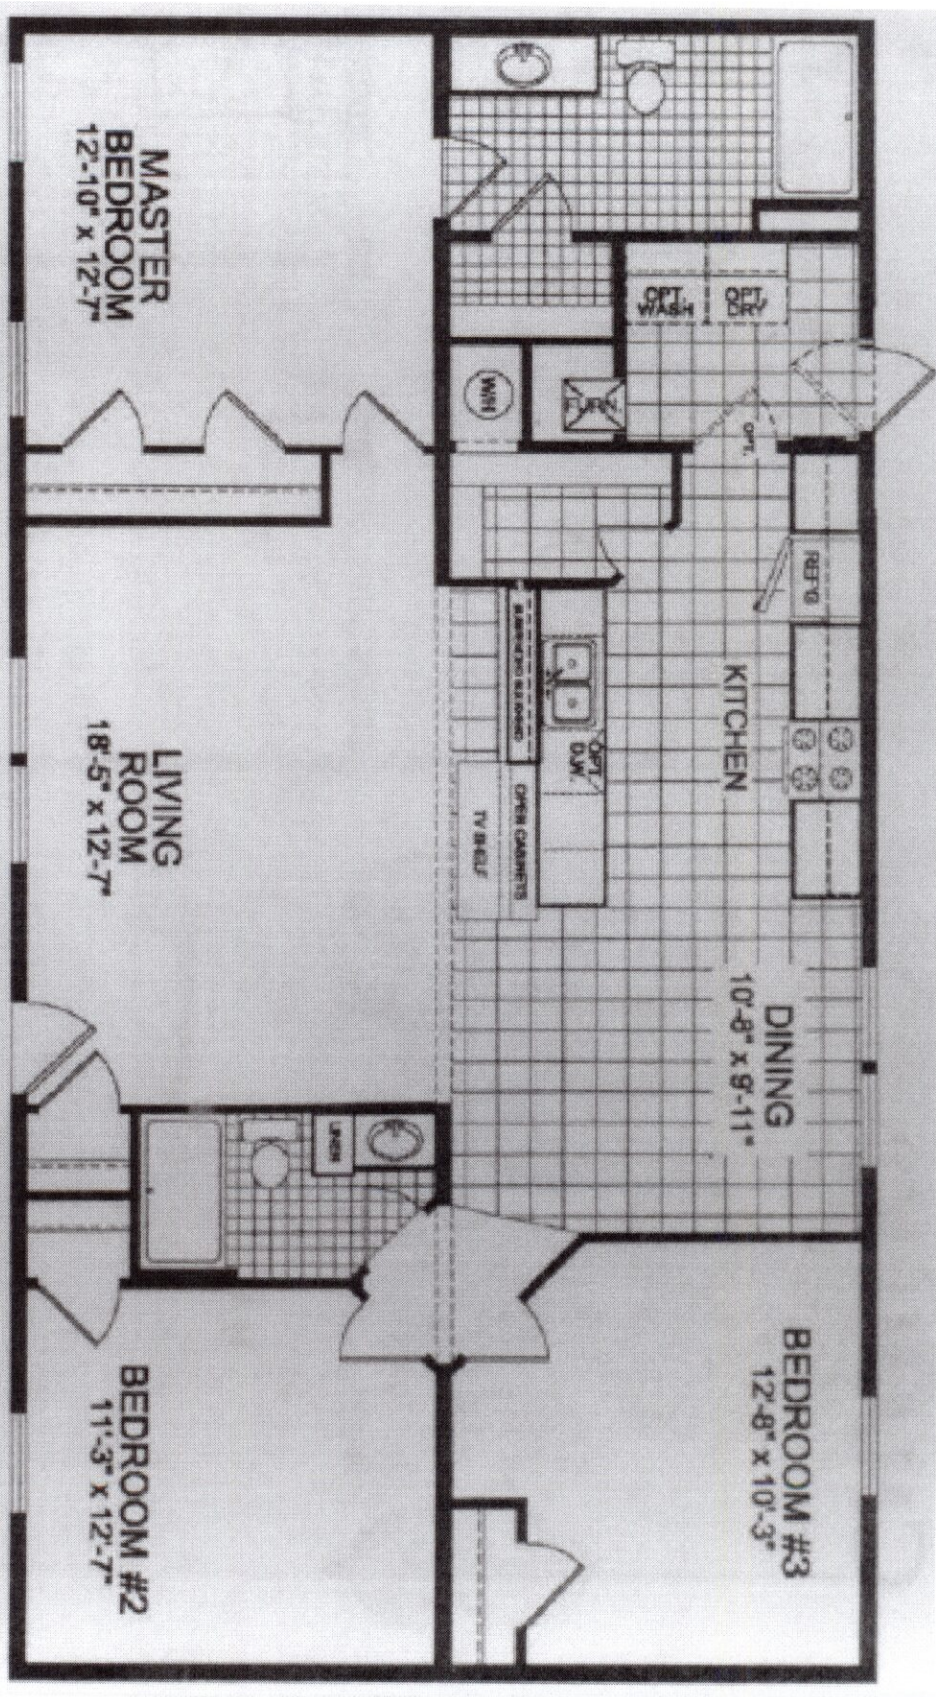 MASTER
BEDROOM
12'-10" x 12'-7"
OPT.
WASH
OPT.
DRY
W/H
OPT.
REF'G
KITCHEN
OPT.
D.W.
OPEN CABINETS
TV SHELF
LIVING
ROOM
18'-5" x 12'-7"
DINING
10'-8" x 9'-11"
LINEN
BEDROOM #2
11'-3" x 12'-7"
BEDROOM #3
12'-8" x 10'-3"